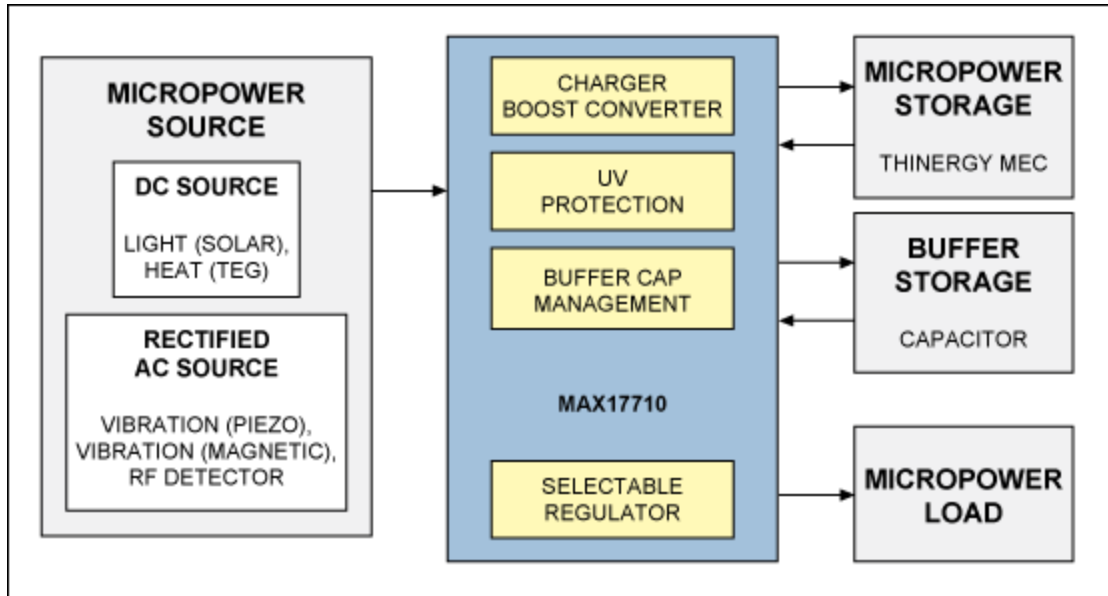 MICROPOWER
SOURCE
DC SOURCE
LIGHT (SOLAR),
HEAT (TEG)
RECTIFIED
AC SOURCE
VIBRATION (PIEZO),
VIBRATION (MAGNETIC),
RF DETECTOR
CHARGER
BOOST CONVERTER
UV
PROTECTION
BUFFER CAP
MANAGEMENT
MAX17710
SELECTABLE
REGULATOR
MICROPOWER
STORAGE
THINERGY MEC
BUFFER
STORAGE
CAPACITOR
MICROPOWER
LOAD